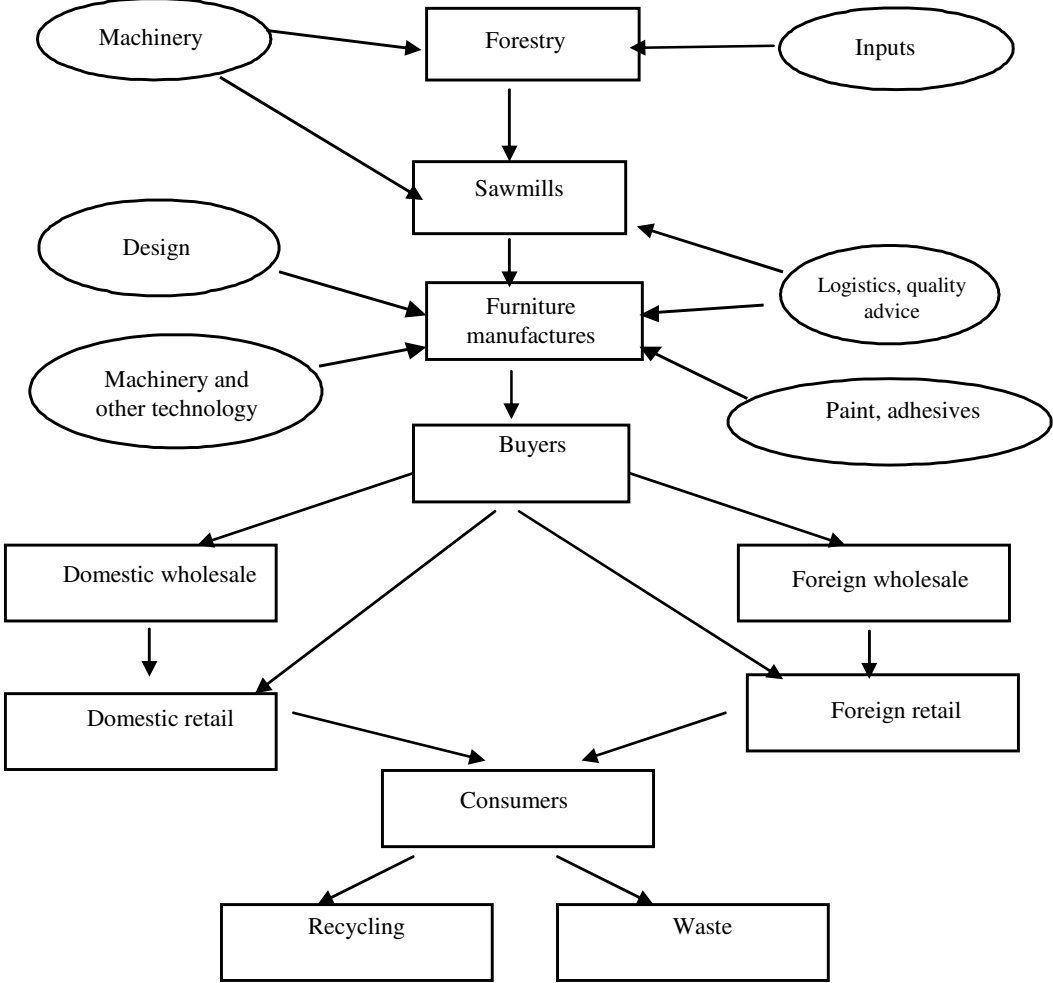 Machinery
Forestry
Inputs
Sawmills
Design
Logistics, quality
advice
Furniture
manufactures
Machinery and
other technology
Paint, adhesives
Buyers
Domestic wholesale
Foreign wholesale
Domestic retail
Foreign retail
Consumers
Recycling
Waste